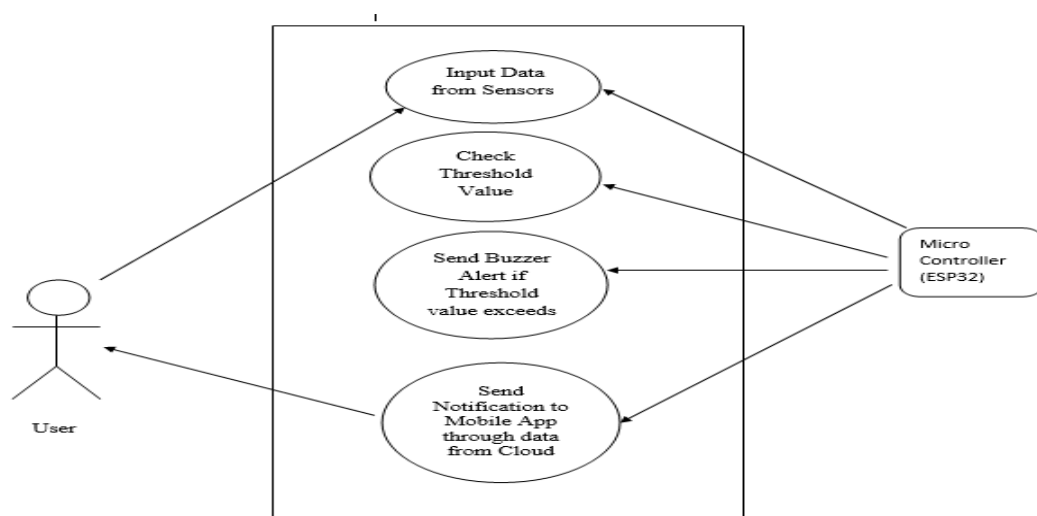 Input Data
from Sensors
Check
Threshold
Value
Send Buzzer
Alert if
Threshold
value exceeds
Send
Notification to
Mobile App
through data
from Cloud
User
Micro
Controller
(ESP32)